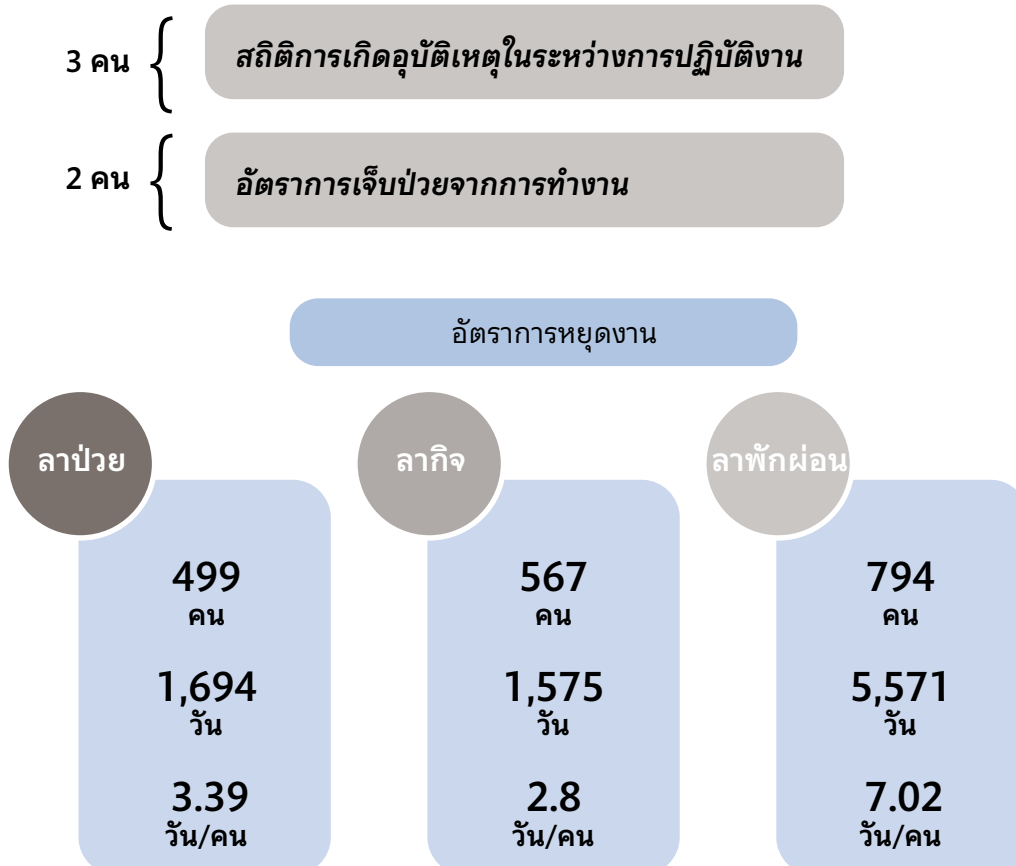 3 คน
สถิติการเกิดอุบัติเหตุในระหว่างการปฏิบัติงาน
2 คน
อัตราการเจ็บป่วยจากการทำงาน
อัตราการหยุดงาน
ลาป่วย
499
คน
1,694
วัน
3.39
วัน/คน
ลากิจ
567
คน
1,575
วัน
2.8
วัน/คน
ลาพักผ่อน
794
คน
5,571
วัน
7.02
วัน/คน